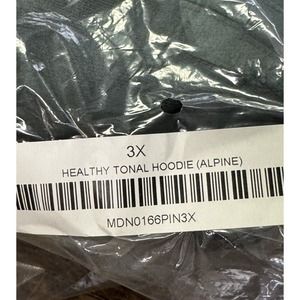 3X
HEALTHY TONAL HOODIE (ALPINE)
MDN0166PIN3X